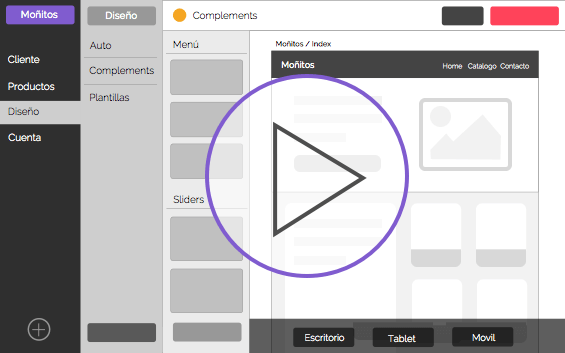 Moñitos
Cliente
Productos
Diseño
Cuenta
Diseño
Auto
Complements
Plantillas
Complements
Menú
Sliders
Moñitos / Index
Moñitos
Home Catalogo Contacto
Escritorio Tablet Movil